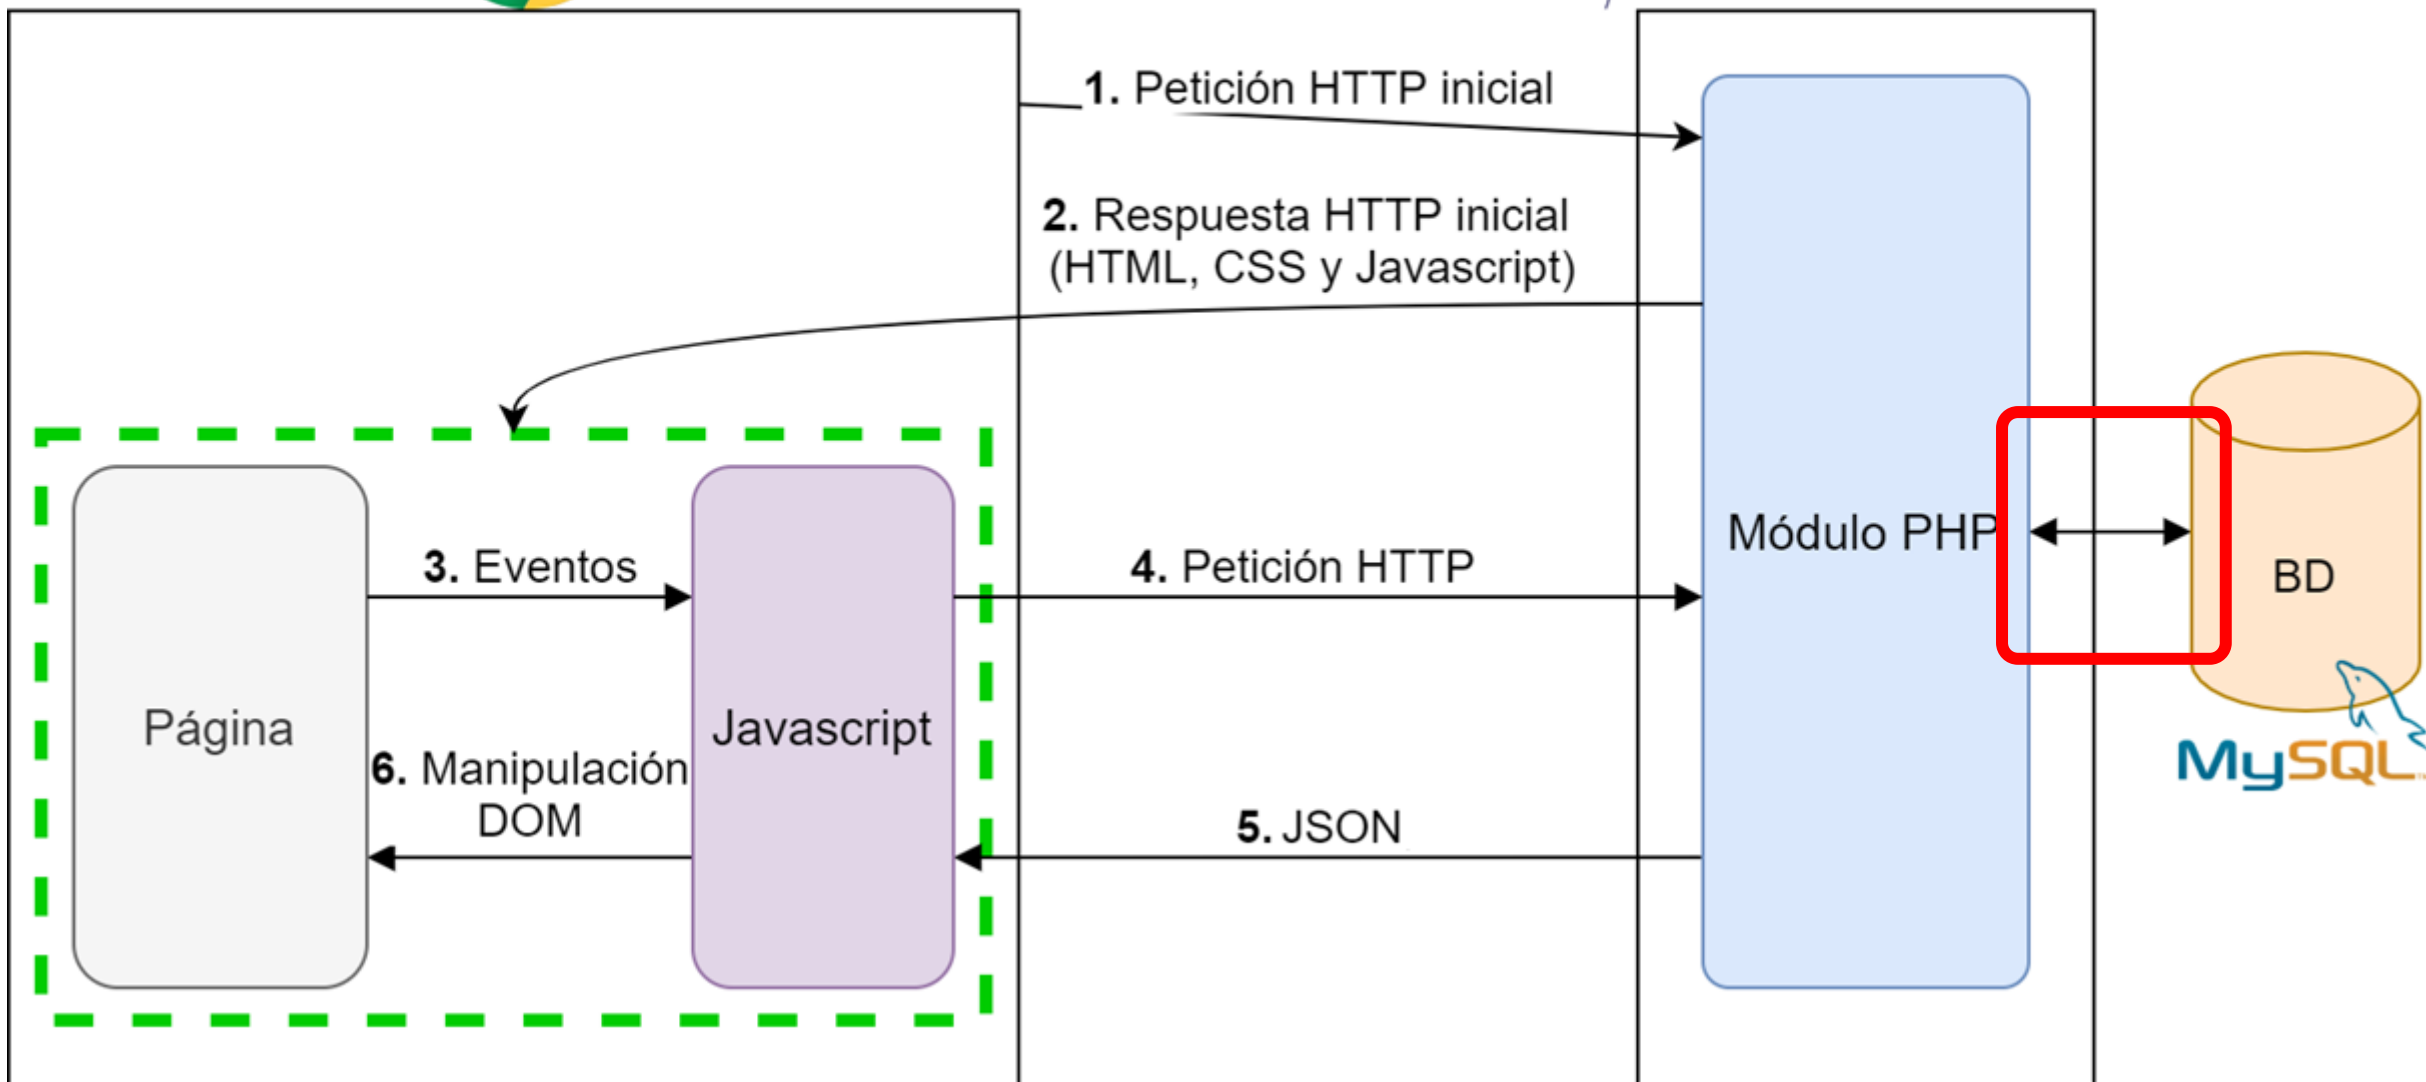 1. Petición HTTP inicial
2. Respuesta HTTP inicial
(HTML, CSS y Javascript)
3. Eventos
4. Petición HTTP
Módulo PHP
BD
Página
Javascript
6. Manipulación
DOM
5. JSON
MySQL